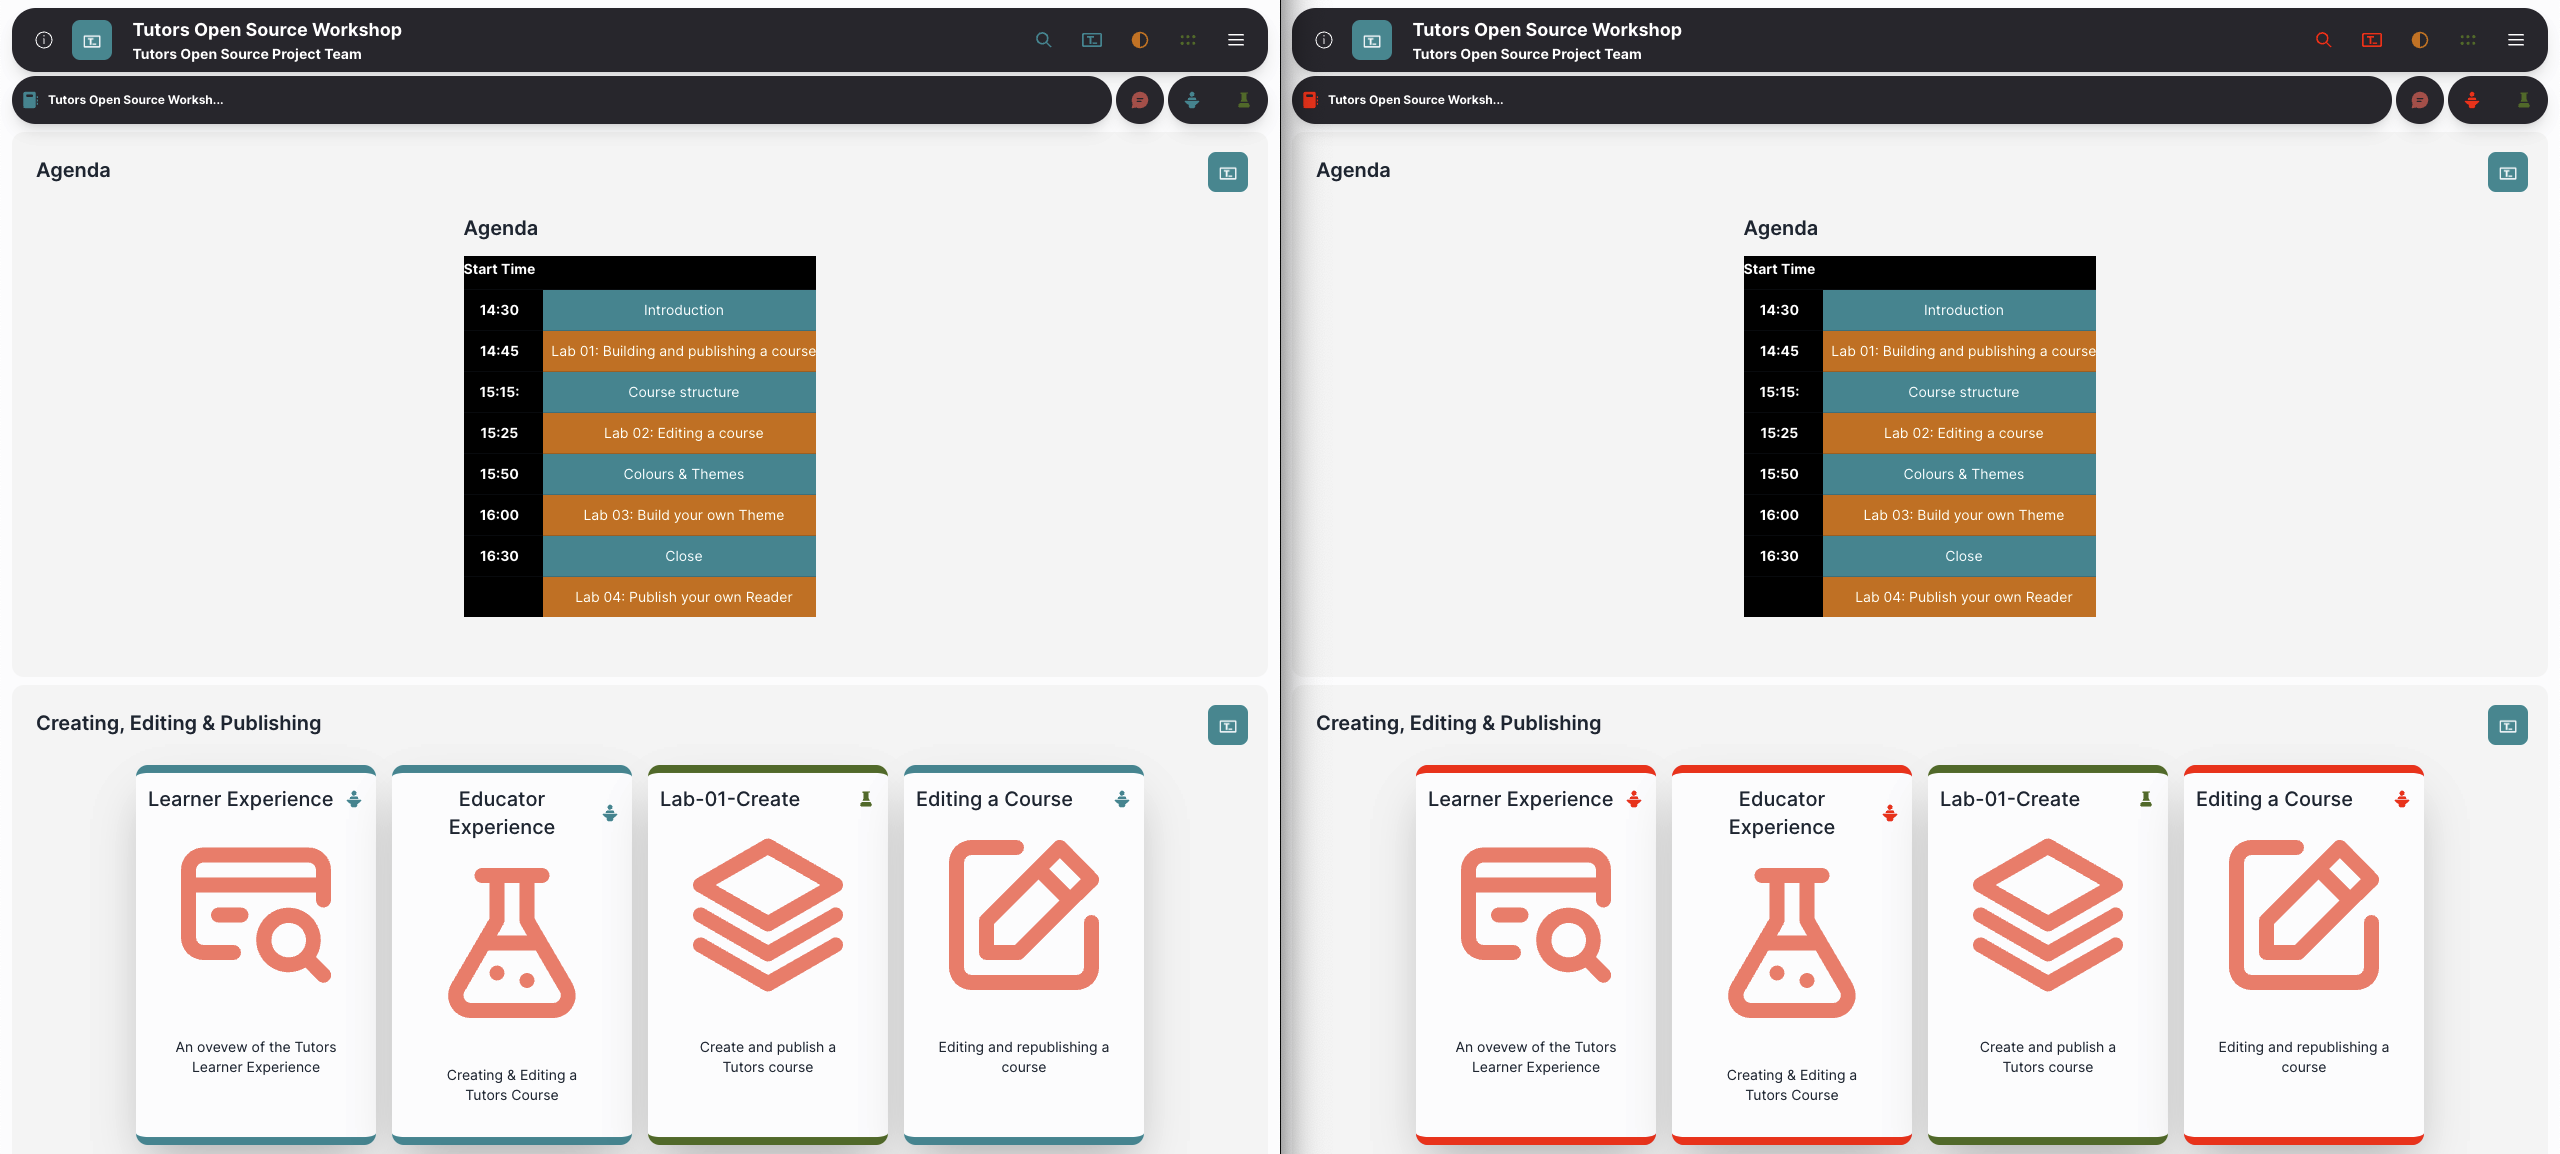 Tutors Open Source Workshop
Tutors Open Source Project Team
Tutors Open Source Worksh...
Agenda
Agenda
Start Time
14:30 Introduction
14:45 Lab 01: Building and publishing a course
15:15: Course structure
15:25 Lab 02: Editing a course
15:50 Colours & Themes
16:00 Lab 03: Build your own Theme
16:30 Close
Lab 04: Publish your own Reader
Creating, Editing & Publishing
Learner Experience
An ovevew of the Tutors
Learner Experience
Educator
Experience
Creating & Editing a
Tutors Course
Lab-01-Create
Create and publish a
Tutors course
Editing a Course
Editing and republishing a
course
Tutors Open Source Workshop
Tutors Open Source Project Team
Tutors Open Source Worksh...
Agenda
Agenda
Start Time
14:30 Introduction
14:45 Lab 01: Building and publishing a course
15:15: Course structure
15:25 Lab 02: Editing a course
15:50 Colours & Themes
16:00 Lab 03: Build your own Theme
16:30 Close
Lab 04: Publish your own Reader
Creating, Editing & Publishing
Learner Experience
An ovevew of the Tutors
Learner Experience
Educator
Experience
Creating & Editing a
Tutors Course
Lab-01-Create
Create and publish a
Tutors course
Editing a Course
Editing and republishing a
course